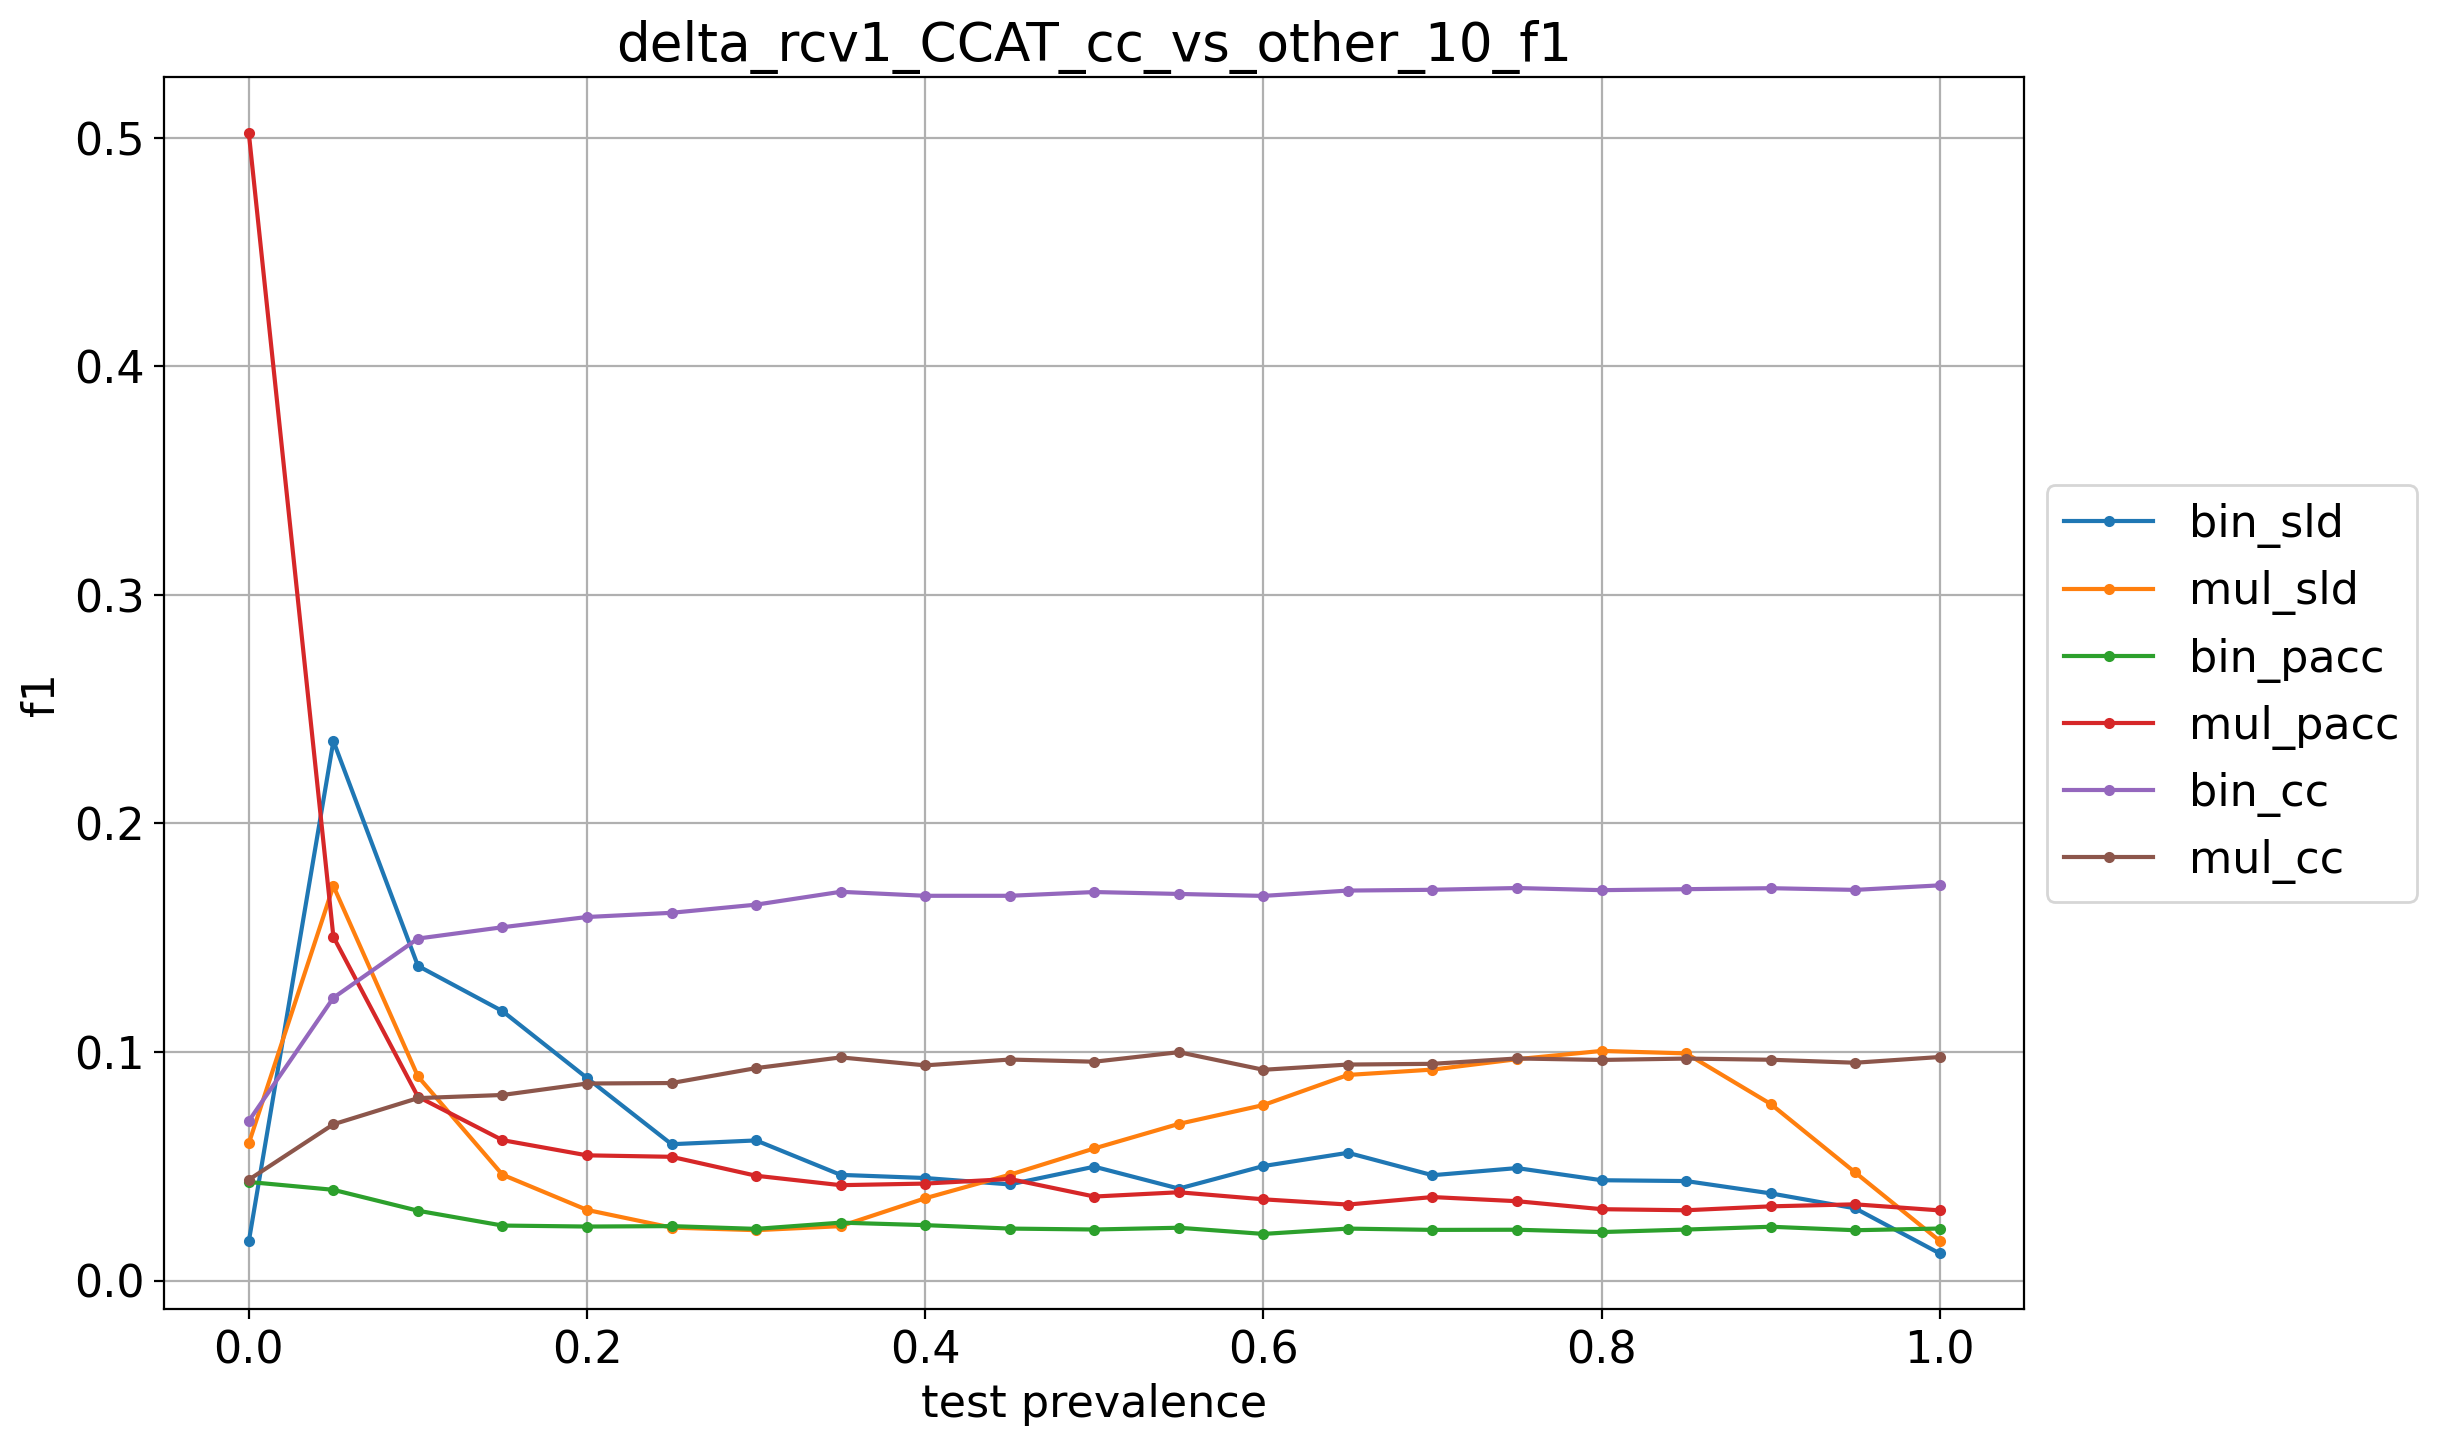 delta_rcv1_CCAT_cc_vs_other_10_f1
0.5
0.4
0.3
0.2
0.1
0.0
f1
0.0 0.2 0.4 0.6 0.8 1.0
test prevalence
bin_sld
mul_sld
bin_pacc
mul_pacc
bin_cc
mul_cc